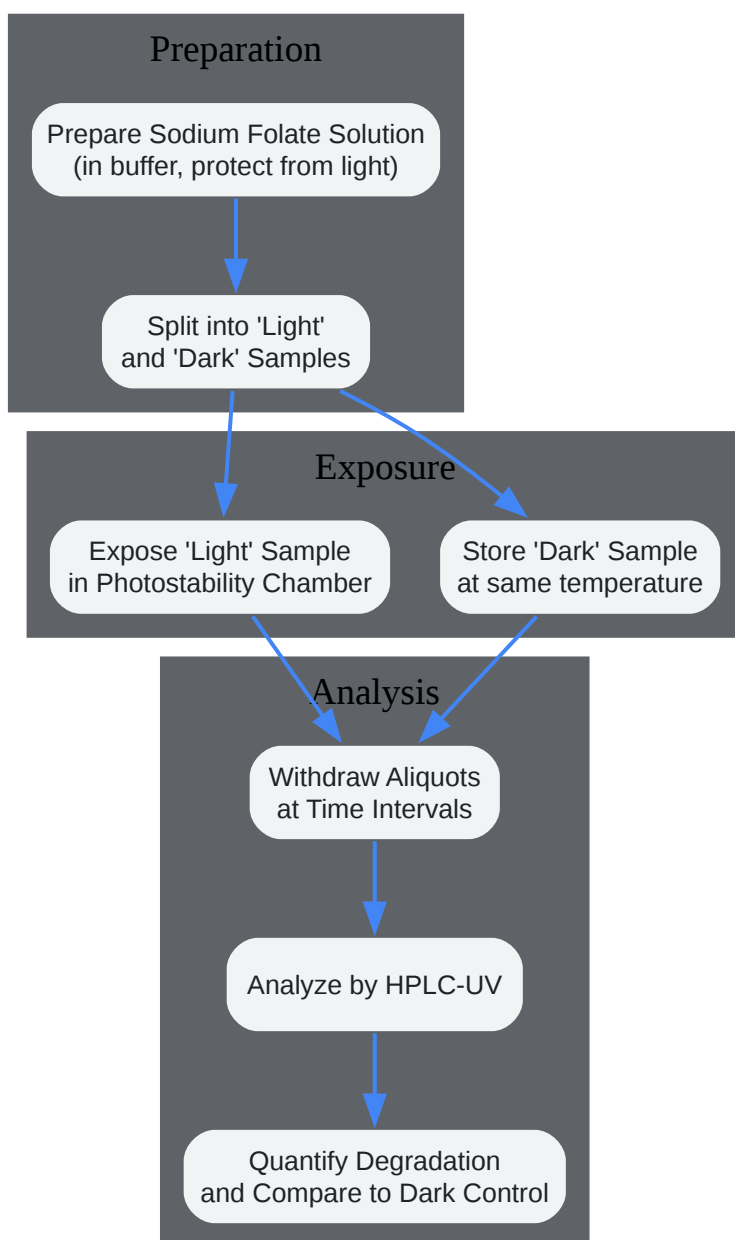 Preparation
Prepare Sodium Folate Solution
(in buffer, protect from light)
Split into 'Light'
and 'Dark' Samples
Exposure
Expose 'Light' Sample
in Photostability Chamber
Store 'Dark' Sample
at same temperature
Analysis
Withdraw Aliquots
at Time Intervals
Analyze by HPLC-UV
Quantify Degradation
and Compare to Dark Control